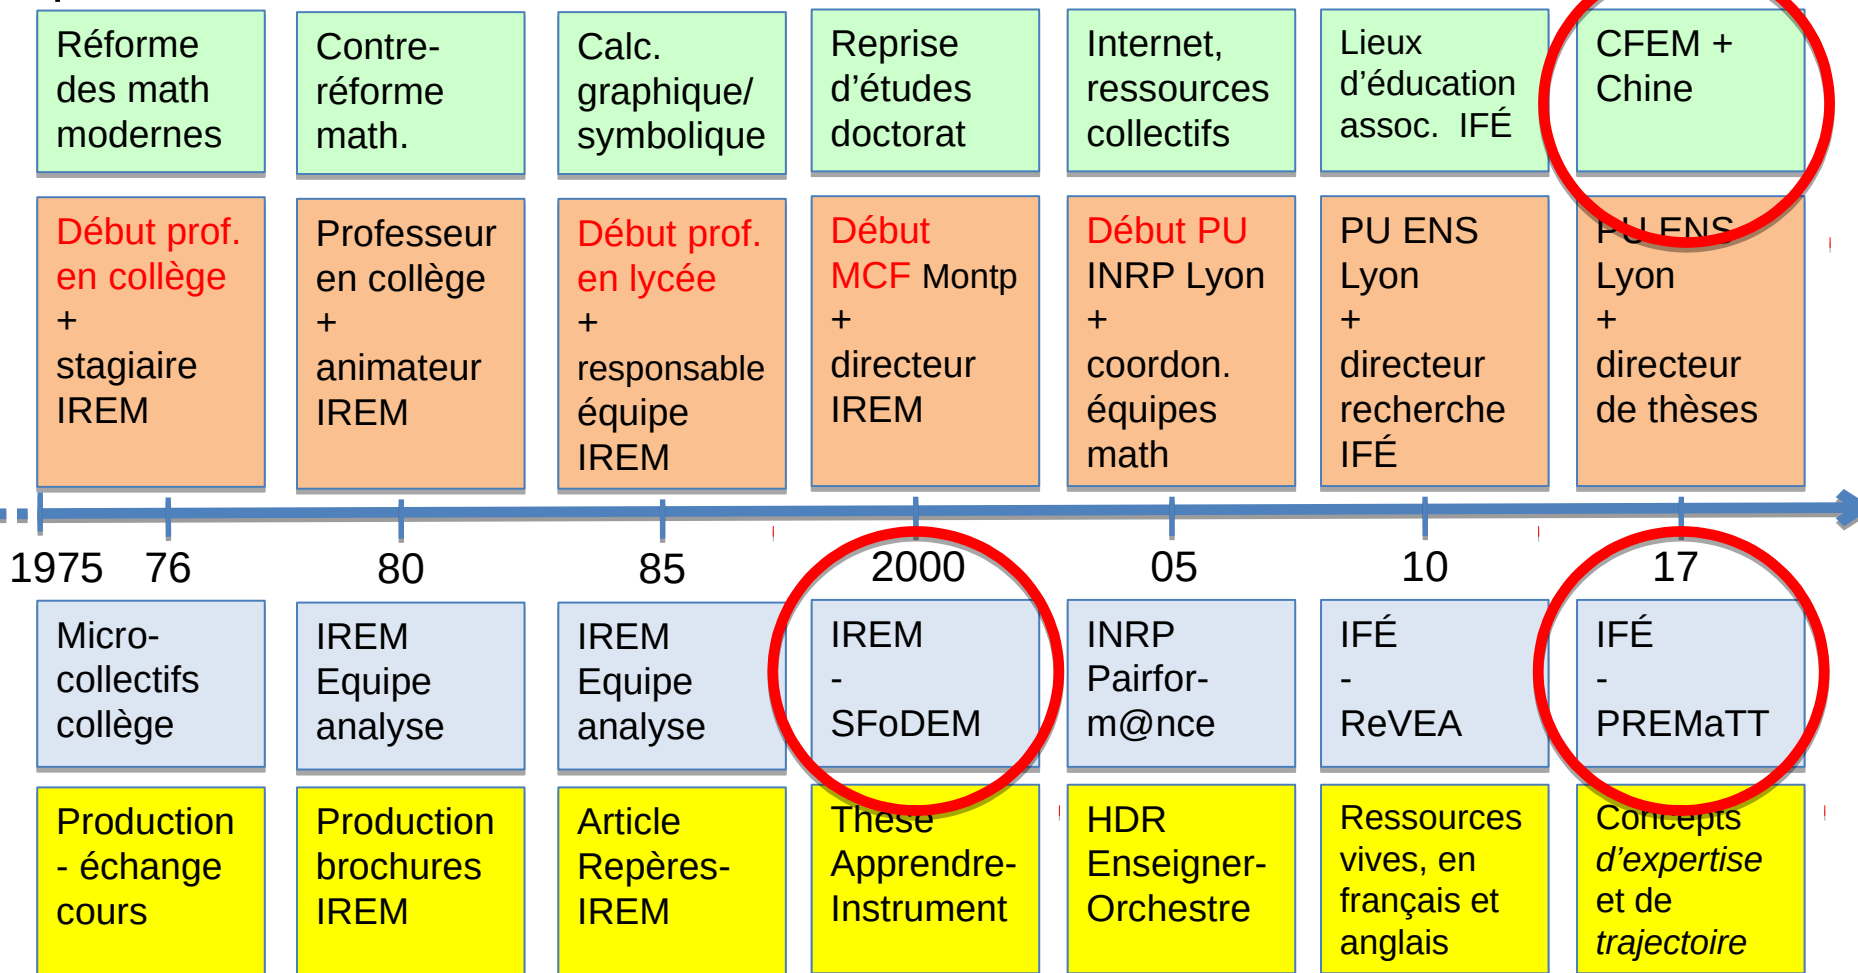 Réforme
des math
modernes
Contre-
réforme
math.
Calc.
graphique/
symbolique
Reprise
d’études
doctorat
Internet,
ressources
collectifs
Lieux
d’éducation
assoc.  IFÉ
CFEM +
Chine
Début prof.
en collège
+
stagiaire
IREM
Professeur
en collège
+
animateur
IREM
Début prof.
en lycée
+
responsable
équipe
IREM
Début
MCF Montp
+
directeur
IREM
Début PU
INRP Lyon
+
coordon.
équipes
math
PU ENS
Lyon
+
directeur
recherche
IFÉ
PU ENS
Lyon
+
directeur
de thèses
1975 76 80 85 2000 05 10 17
Micro-
collectifs
collège
IREM
Equipe
analyse
IREM
Equipe
analyse
IREM
-
SFoDEM
INRP
Pairfor-
m@nce
IFÉ
-
ReVEA
IFÉ
-
PREMaTT
Production
- échange
cours
Production
brochures
IREM
Article
Repères-
IREM
Thèse
Apprendre-
Instrument
HDR
Enseigner-
Orchestre
Ressources
vives, en
français et
anglais
Concepts
d’expertise
et de
trajectoire